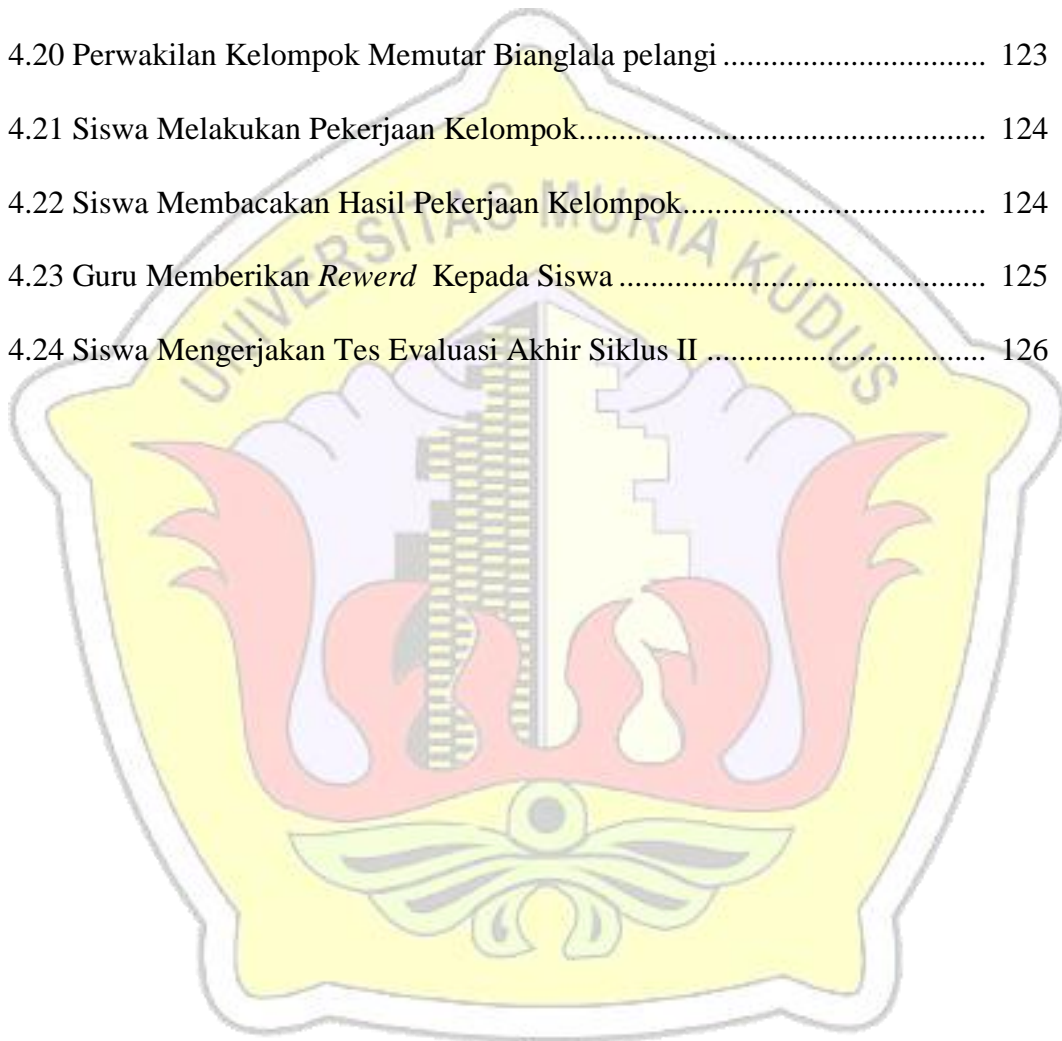 4.20 Perwakilan Kelompok Memutar Bianglala pelangi ............................... 123
4.21 Siswa Melakukan Pekerjaan Kelompok................................................ 124
4.22 Siswa Membacakan Hasil Pekerjaan Kelompok.................................... 124
4.23 Guru Memberikan Rewerd Kepada Siswa ............................................ 125
4.24 Siswa Mengerjakan Tes Evaluasi Akhir Siklus II ................................. 126
UNIVERSITAS MURIA KUDUS